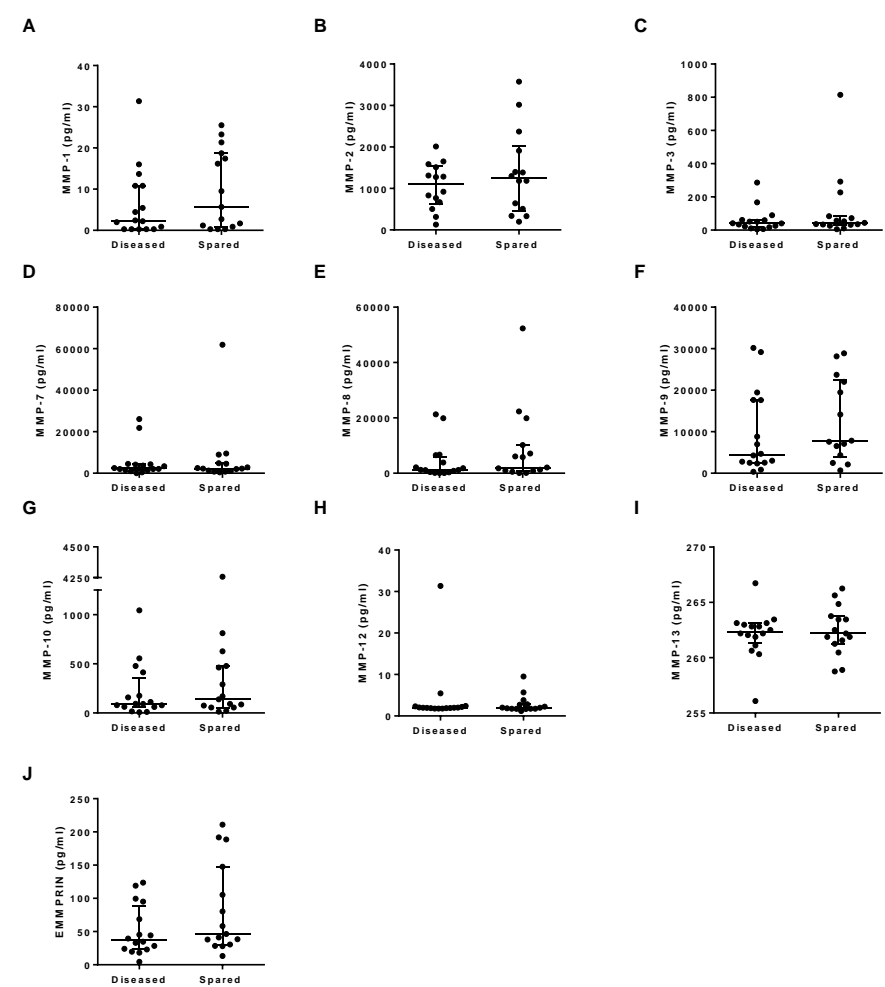 A
B
C
MMP-1 (pg/ml)
40
30
20
10
0
Diseased
Spared
MMP-2 (pg/ml)
4000
3000
2000
1000
0
Diseased
Spared
MMP-3 (pg/ml)
1000
800
600
400
200
0
Diseased
Spared
D
E
F
MMP-7 (pg/ml)
80000
60000
40000
20000
0
Diseased
Spared
MMP-8 (pg/ml)
60000
40000
20000
0
Diseased
Spared
MMP-9 (pg/ml)
40000
30000
20000
10000
0
Diseased
Spared
G
H
I
MMP-10 (pg/ml)
4500
4250
1000
500
0
Diseased
Spared
MMP-12 (pg/ml)
40
30
20
10
0
Diseased
Spared
MMP-13 (pg/ml)
270
265
260
255
Diseased
Spared
J
EMMPRIN (pg/ml)
250
200
150
100
50
0
Diseased
Spared